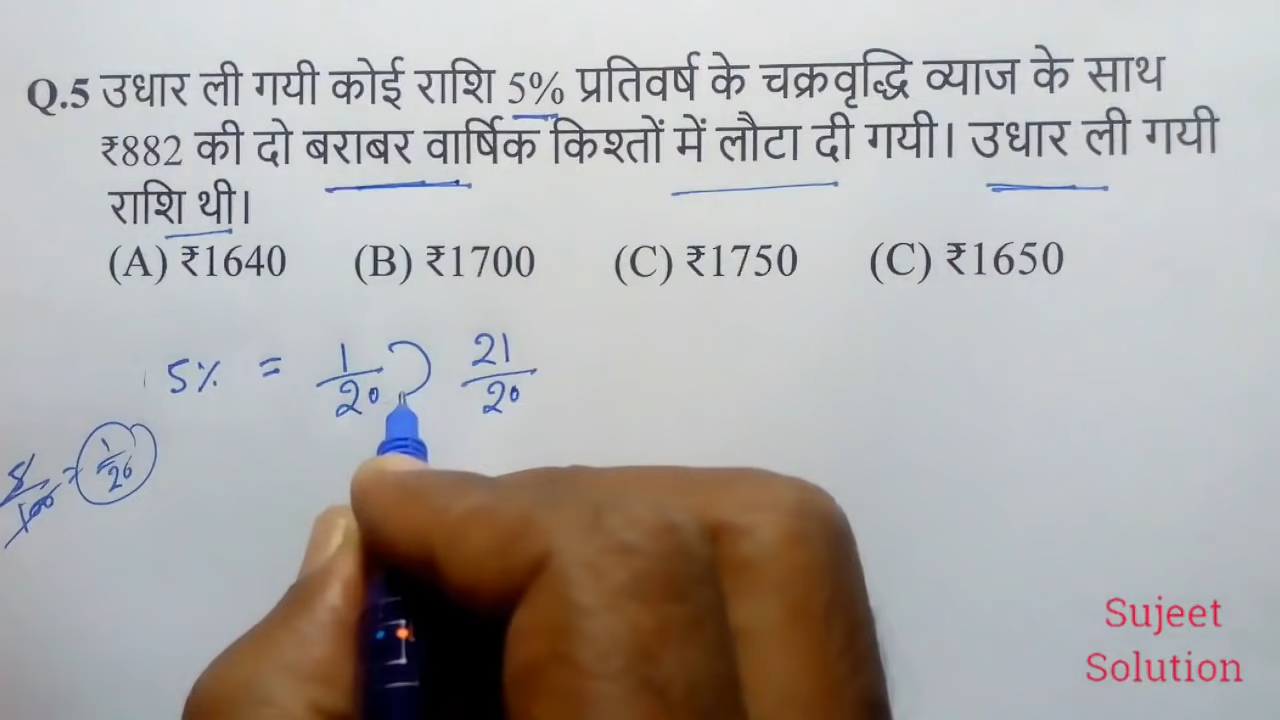 Q.5 उधार ली गयी कोई राशि 5% प्रतिवर्ष के चक्रवृद्धि व्याज के साथ
₹882 की दो बराबर वार्षिक किश्तों में लौटा दी गयी। उधार ली गयी
राशि थी।
(A) ₹1640 (B) ₹1700 (C) ₹1750 (C) ₹1650
5% = 1/20 21/20
5/100 = 1/20
Sujeet
Solution